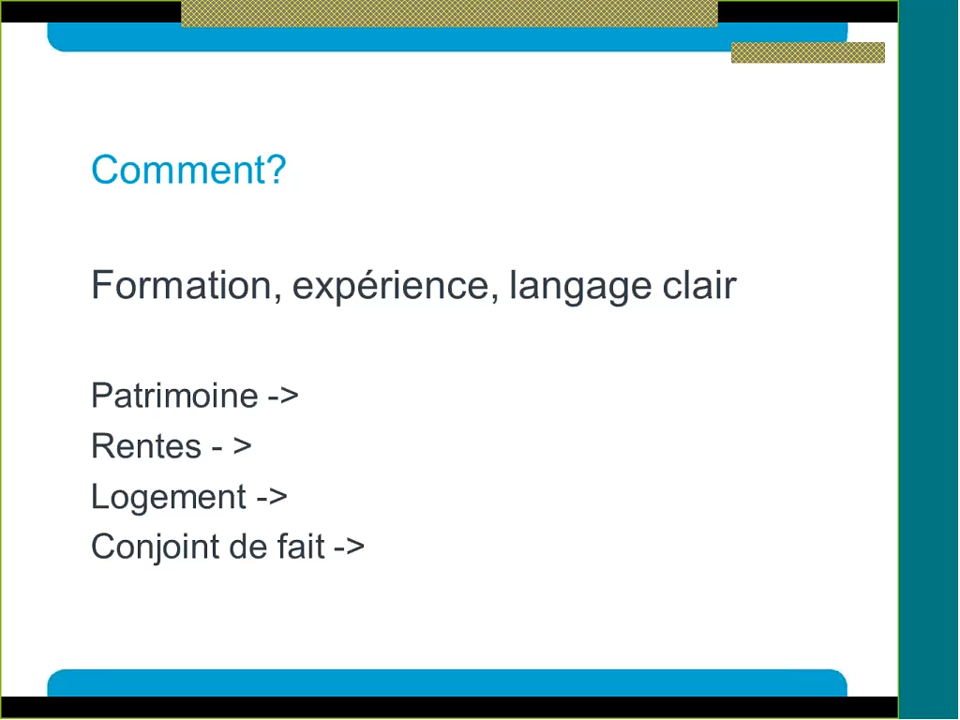 Comment?
Formation, expérience, langage clair
Patrimoine ->
Rentes - >
Logement ->
Conjoint de fait ->